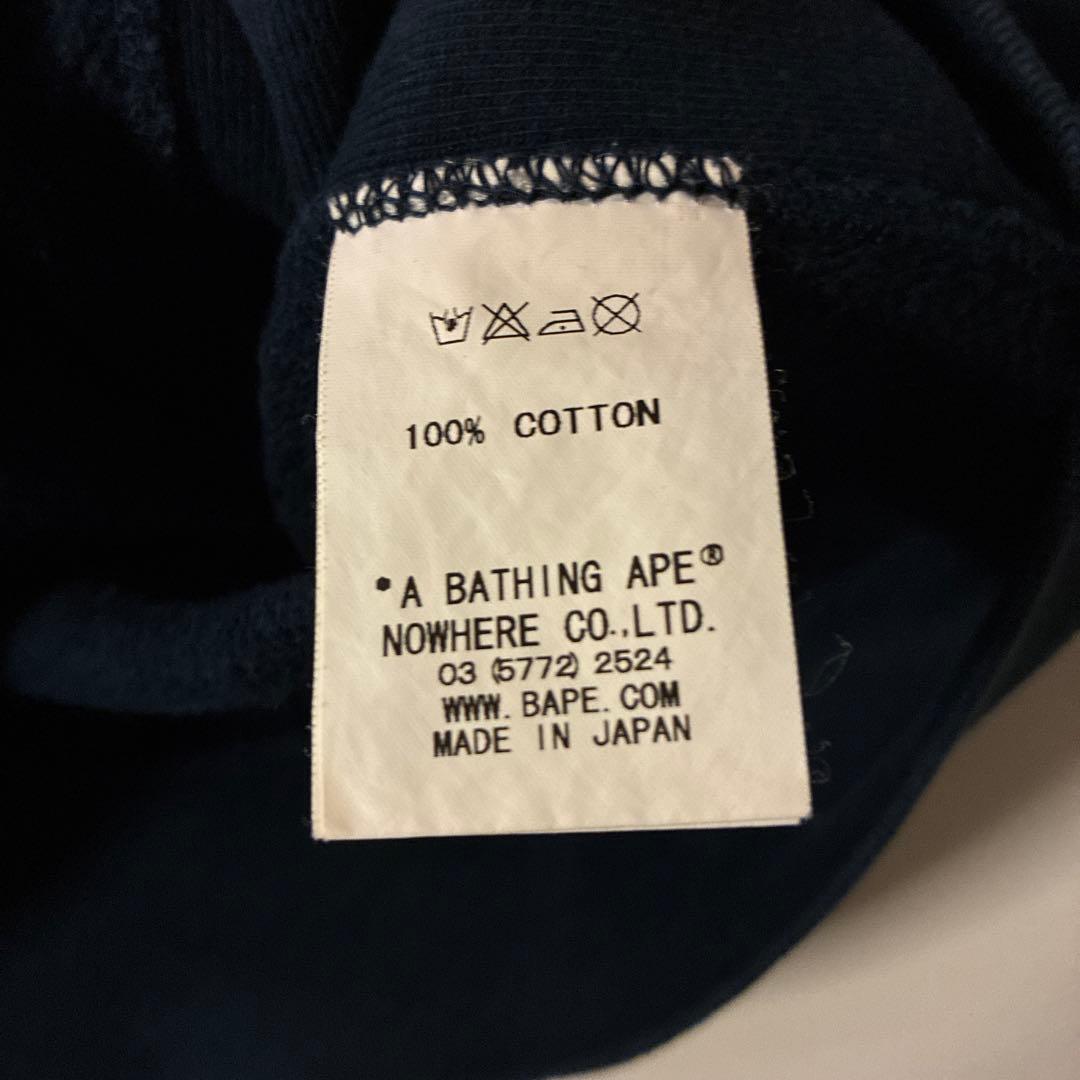 100% COTTON
•A BATHING APE®
NOWHERE CO.,LTD.
03 (5772) 2524
WWW. BAPE. COM
MADE IN JAPAN